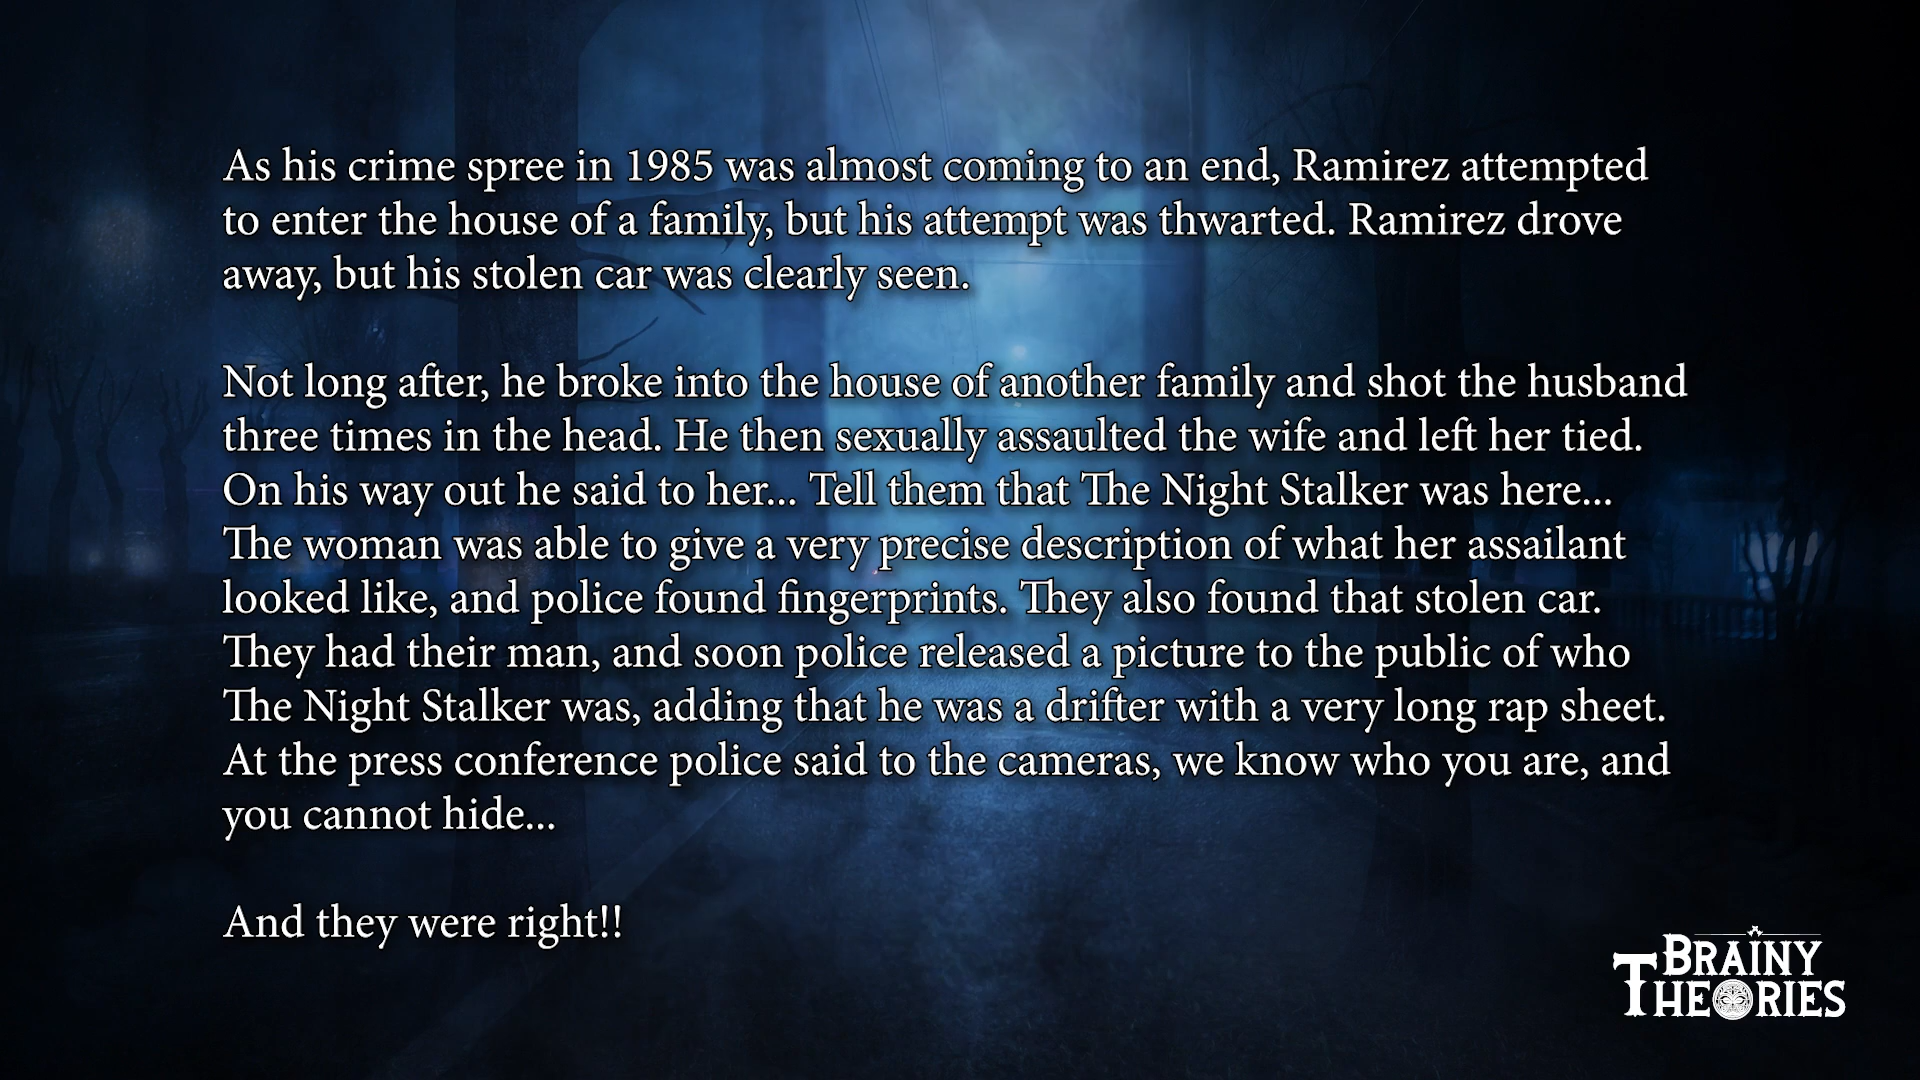 As his crime spree in 1985 was almost coming to an end, Ramirez attempted
to enter the house of a family, but his attempt was thwarted. Ramirez drove
away, but his stolen car was clearly seen.
Not long after, he broke into the house of another family and shot the husband
three times in the head. He then sexually assaulted the wife and left her tied.
On his way out he said to her... Tell them that The Night Stalker was here...
The woman was able to give a very precise description of what her assailant
looked like, and police found fingerprints. They also found that stolen car.
They had their man, and soon police released a picture to the public of who
The Night Stalker was, adding that he was a drifter with a very long rap sheet.
At the press conference police said to the cameras, we know who you are, and
you cannot hide...
And they were right!!
BRAINY
THEORIES